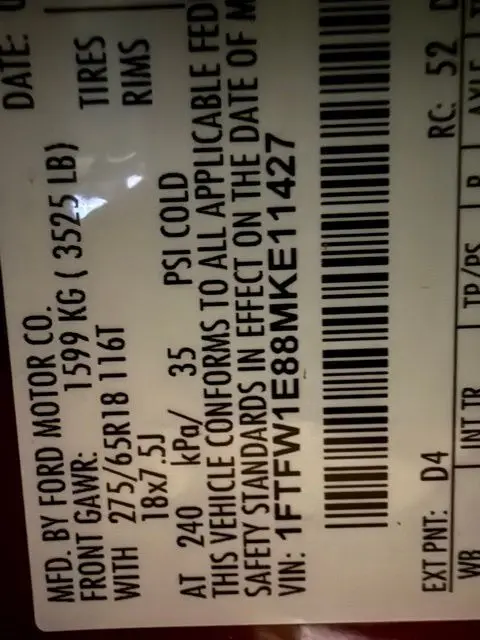 DATE:
MFD. BY FORD MOTOR CO.
FRONT GAWR: 1599 KG ( 3525 LB)
WITH 275/65R18 116T TIRES
18x7.5J RIMS
AT 240 kPa/ 35 PSI COLD
THIS VEHICLE CONFORMS TO ALL APPLICABLE FED
SAFETY STANDARDS IN EFFECT ON THE DATE OF M
VIN: 1FTFW1E88MKE11427
EXT PNT: D4 RC: 52
WB INT TR TP/PS R AXLE